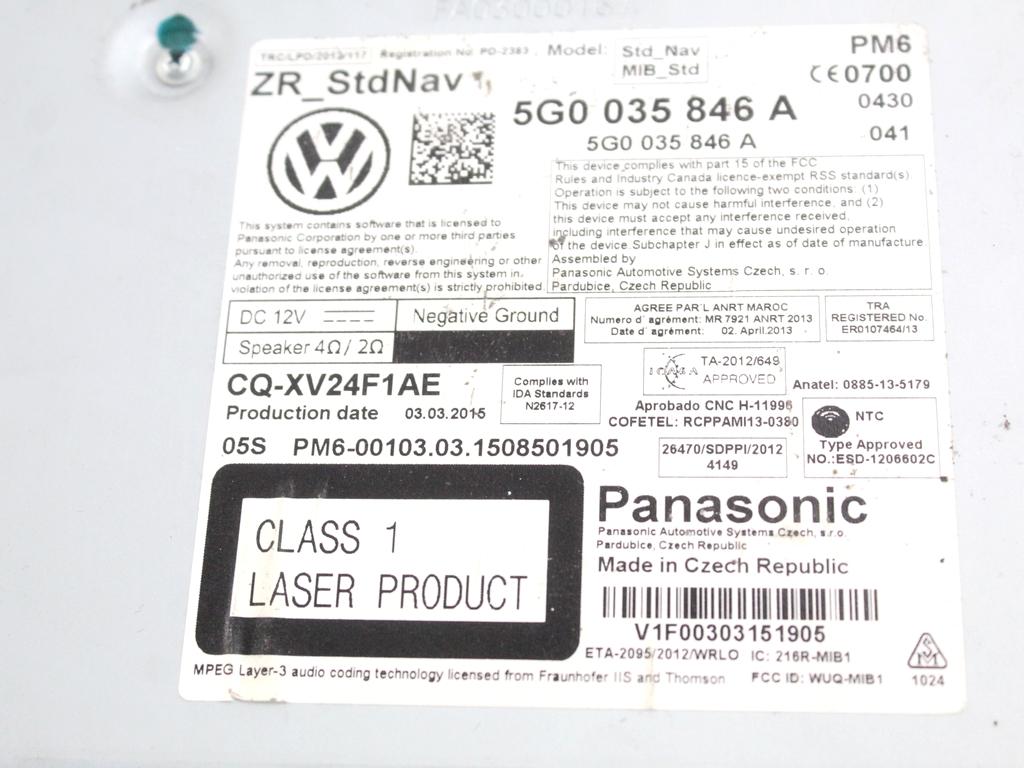 TRC/LPD/2013/117 Registration No: PD-2383 Model: Std_Nav
MIB_Std
PM6
ZR_StdNav
CE0700
5G0 035 846 A
0430
5G0 035 846 A
041
This device complies with part 15 of the FCC
Rules and Industry Canada licence-exempt RSS standard(s).
Operation is subject to the following two conditions: (1)
This device may not cause harmful interference, and (2)
this device must accept any interference received,
including interference that may cause undesired operation
of the device Subchapter J in effect as of date of manufacture.
Assembled by
Panasonic Automotive Systems Czech, s. r. o.
Pardubice, Czech Republic
This system contains software that is licensed to
Panasonic Corporation by one or more third parties
pursuant to license agreement(s).
Any removal, reproduction, reverse engineering or other
unauthorized use of the software from this system in
violation of the license agreement(s) is strictly prohibited.
DC 12V Negative Ground
Speaker 4Ω/ 2Ω
AGREE PAR'L ANRT MAROC
Numero d' agrément: MR 7921 ANRT 2013
Date d' agrément: 02. April.2013
TRA
REGISTERED No:
ER0107464/13
TA-2012/649
APPROVED
Anatel: 0885-13-5179
CQ-XV24F1AE
Production date 03.03.2015
Complies with
IDA Standards
N2617-12
Aprobado CNC H-11996
COFETEL: RCPPAMI13-0380
NTC
Type Approved
NO.:ESD-1206602C
05S PM6-00103.03.1508501905
26470/SDPPI/2012
4149
CLASS 1
LASER PRODUCT
Panasonic
Panasonic Automotive Systems Czech, s.r.o.
Pardubice, Czech Republic
Made in Czech Republic
V1F00303151905
ETA-2095/2012/WRLO IC: 216R-MIB1
MPEG Layer-3 audio coding technology licensed from Fraunhofer IIS and Thomson FCC ID: WUQ-MIB1
1024